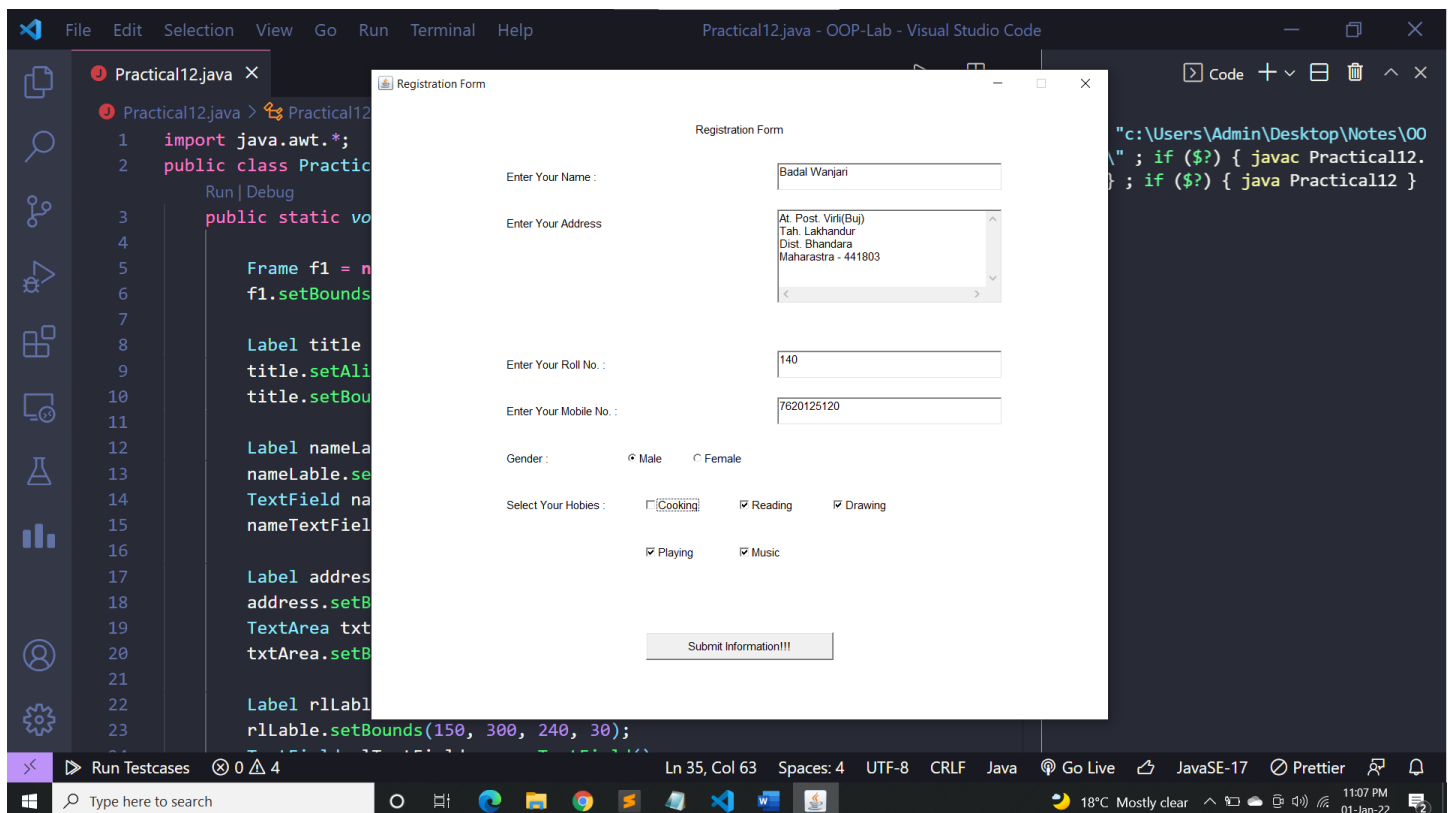 File Edit Selection View Go Run Terminal Help
Practical12.java - OOP-Lab - Visual Studio Code
Practical12.java
Code
Practical12.java > Practical12
1 import java.awt.*;
2 public class Practic
Run | Debug
3 public static vo
4
5 Frame f1 = n
6 f1.setBounds
7
8 Label title
9 title.setAli
10 title.setBou
11
12 Label nameLa
13 nameLable.se
14 TextField na
15 nameTextFiel
16
17 Label addres
18 address.setB
19 TextArea txt
20 txtArea.setB
21
22 Label rlLabl
23 rlLable.setBounds(150, 300, 240, 30);
Registration Form
Registration Form
Enter Your Name :
Badal Wanjari
Enter Your Address
At. Post. Virli(Buj)
Tah. Lakhandur
Dist. Bhandara
Maharastra - 441803
Enter Your Roll No. :
140
Enter Your Mobile No. :
7620125120
Gender : Male Female
Select Your Hobies : Cooking Reading Drawing
Playing Music
Submit Information!!!
"c:\Users\Admin\Desktop\Notes\OO
\" ; if ($?) { javac Practical12.
} ; if ($?) { java Practical12 }
Run Testcases 0 4 Ln 35, Col 63 Spaces: 4 UTF-8 CRLF Java Go Live JavaSE-17 Prettier
Type here to search
18°C Mostly clear
11:07 PM
01-Jan-22
2